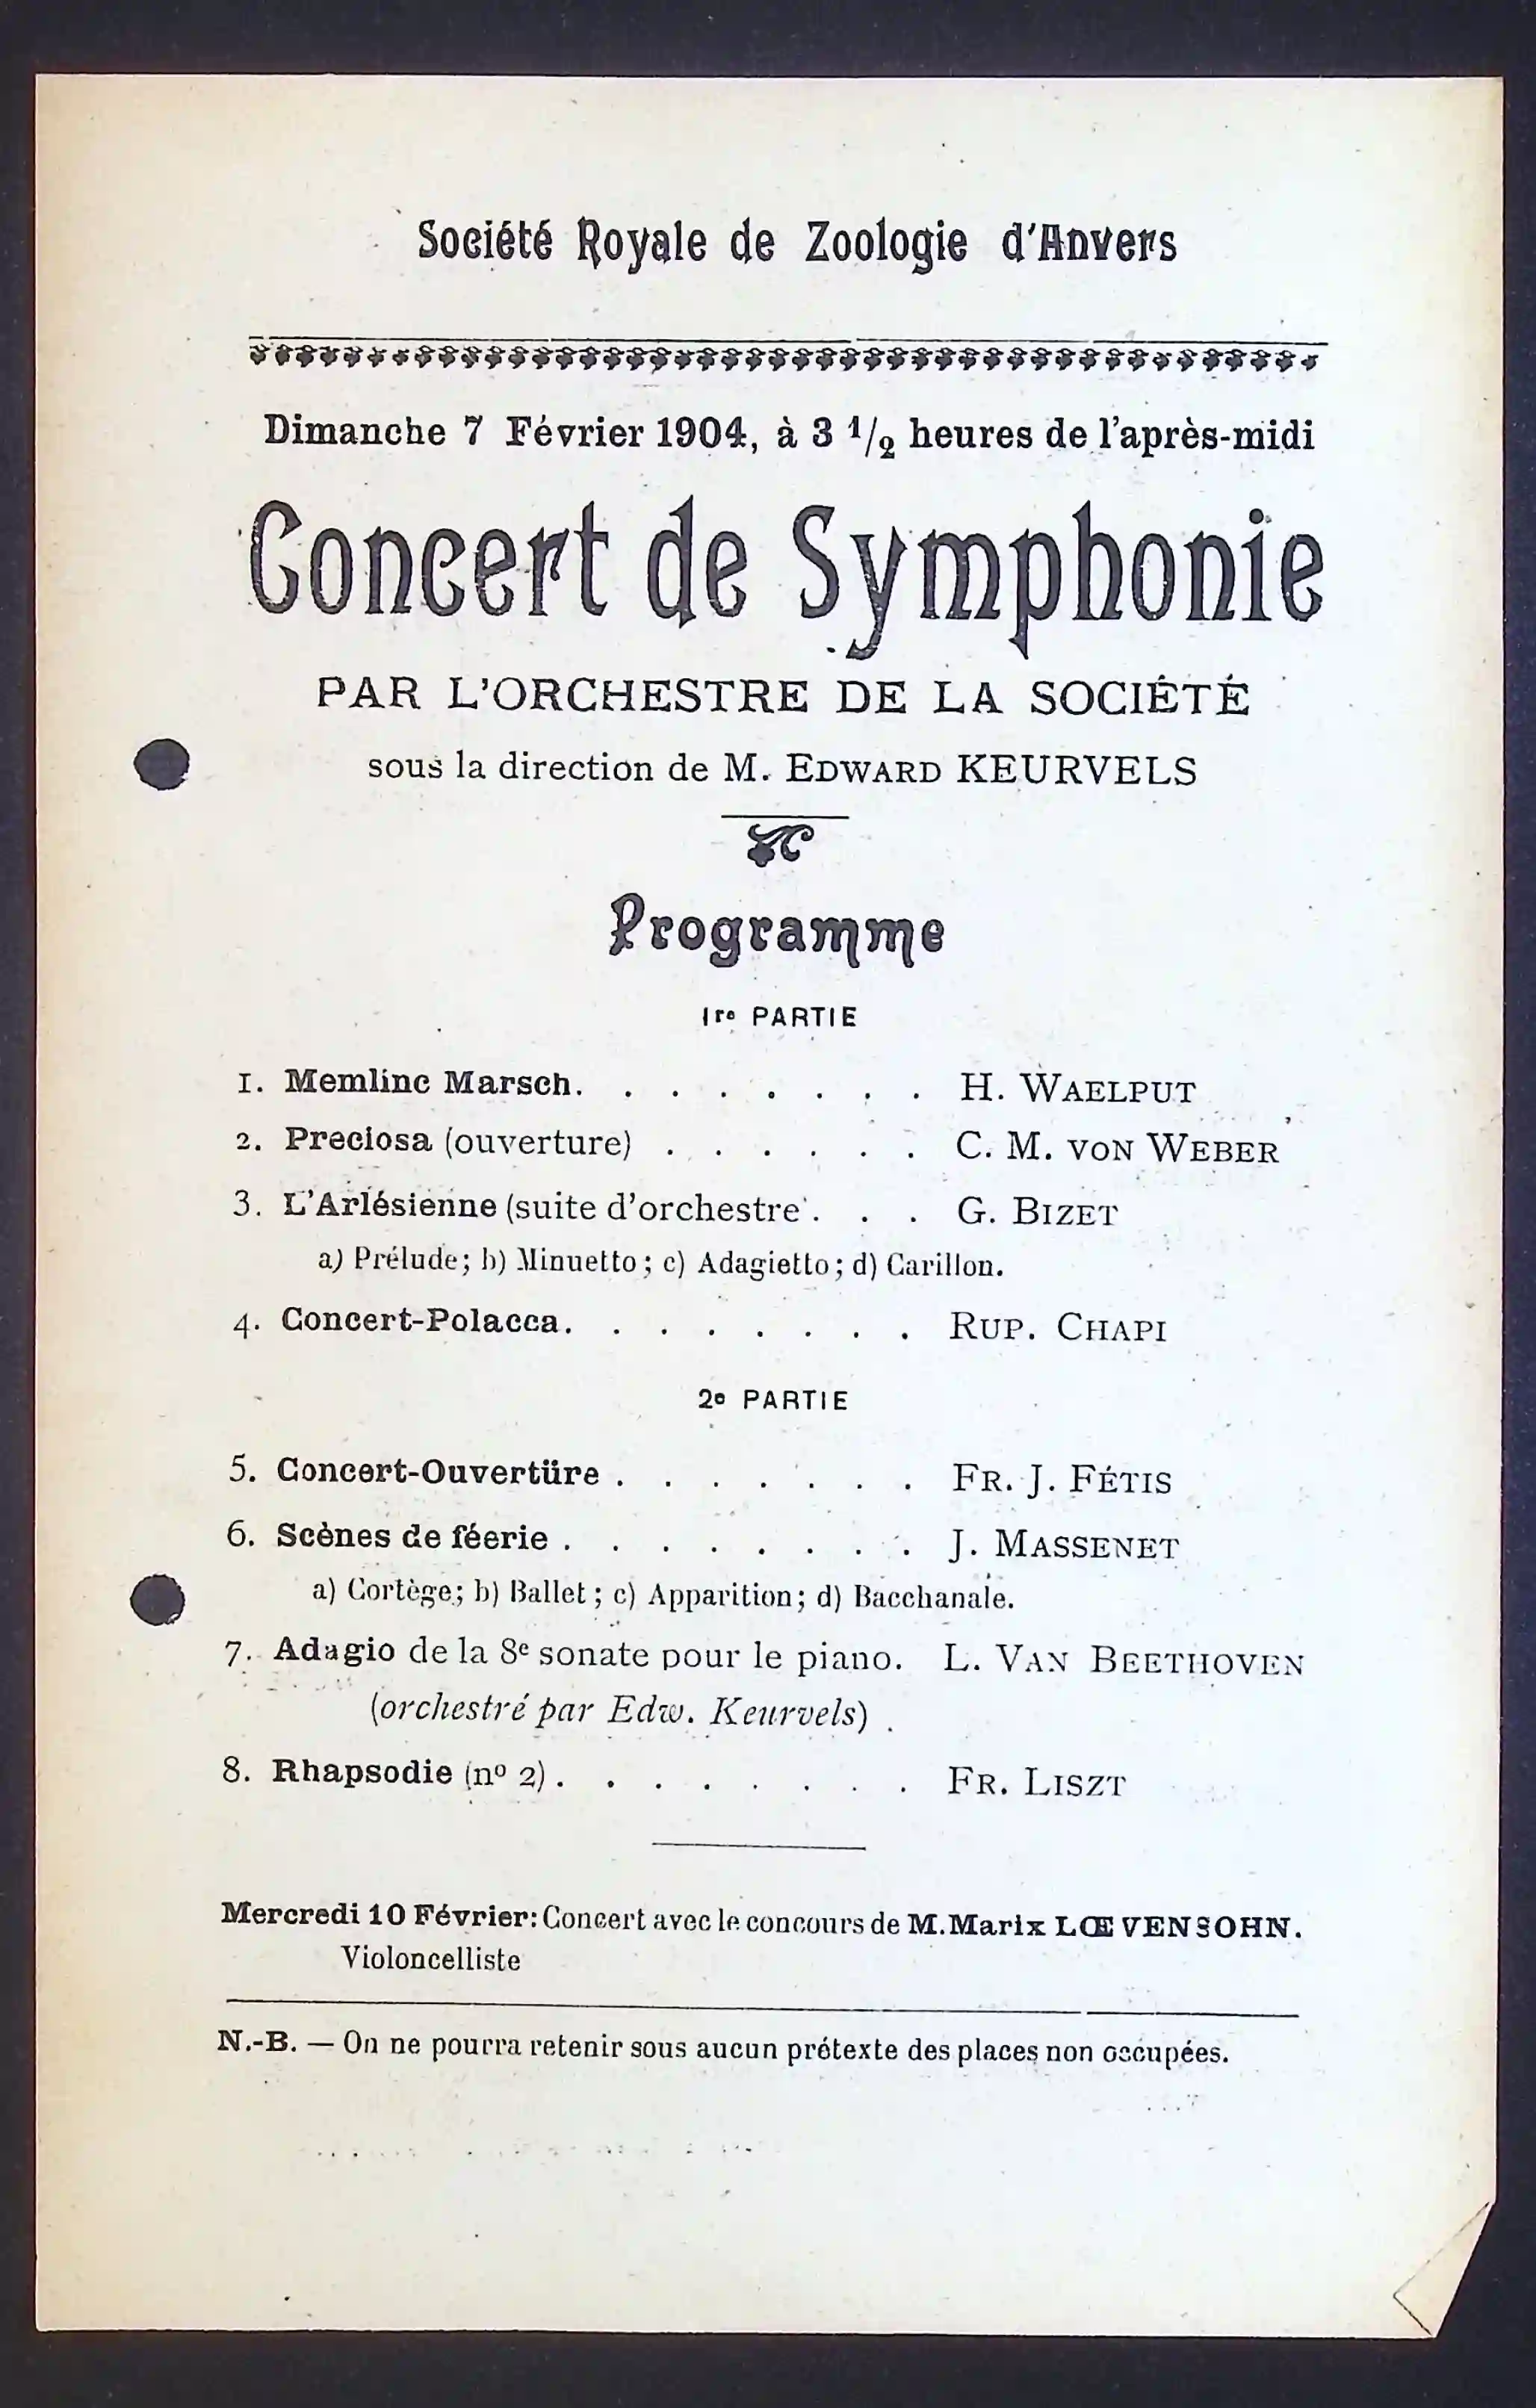 Société Royale de Zoologie d'Anvers
Dimanche 7 Février 1904, à 3 1/2 heures de l'après-midi
Concert de Symphonie
PAR L'ORCHESTRE DE LA SOCIÉTÉ
sous la direction de M. EDWARD KEURVELS
Programme
1re PARTIE
1. Memlinc Marsch. . . . . . . . H. WAELPUT
2. Preciosa (ouverture) . . . . . . C. M. VON WEBER
3. L'Arlésienne (suite d'orchestre'. . . G. BIZET
a) Prélude; b) Minuetto; c) Adagietto; d) Carillon.
4. Concert-Polacca. . . . . . . . RUP. CHAPI
2e PARTIE
5. Concert-Ouvertüre . . . . . . . FR. J. FÉTIS
6. Scènes de féerie . . . . . . . . J. MASSENET
a) Cortège; b) Ballet; c) Apparition; d) Bacchanale.
7. Adagio de la 8e sonate pour le piano. L. VAN BEETHOVEN
(orchestré par Edw. Keurvels) .
8. Rhapsodie (no 2) . . . . . . . . FR. LISZT
Mercredi 10 Février: Concert avec le concours de M. Marix LŒVENSOHN.
Violoncelliste
N.-B. — On ne pourra retenir sous aucun prétexte des places non occupées.